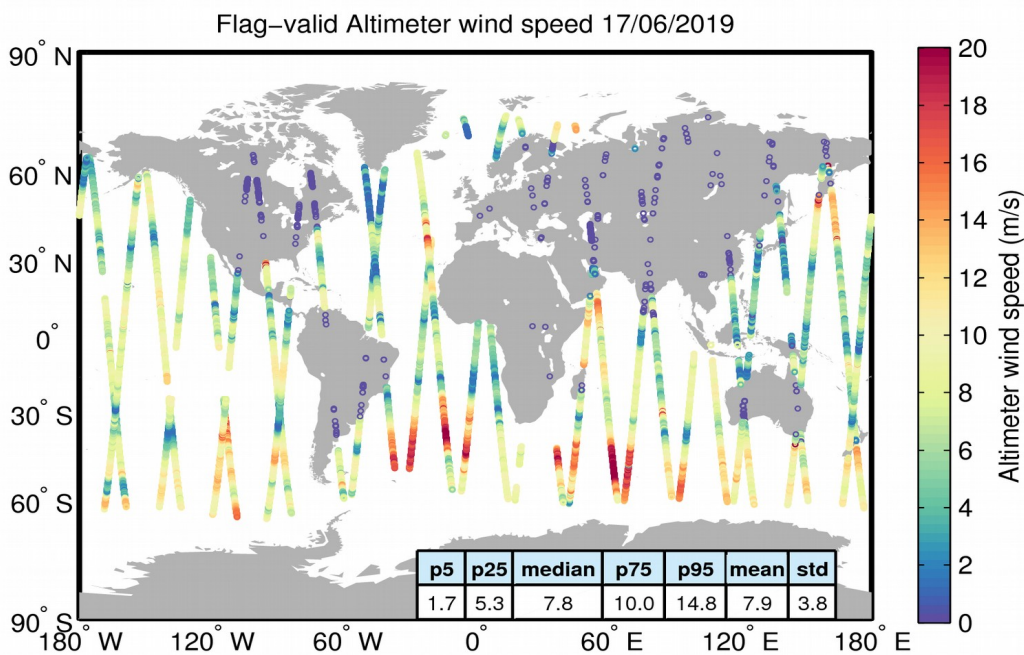 Flag−valid Altimeter wind speed 17/06/2019
90° N
60° N
30° N
0°
30° S
60° S
90° S
180° W
120° W
60° W
0°
60° E
120° E
180° E
20
18
16
14
12
10
8
6
4
2
0
Altimeter wind speed (m/s)
p5 p25 median p75 p95 mean std
1.7 5.3 7.8 10.0 14.8 7.9 3.8